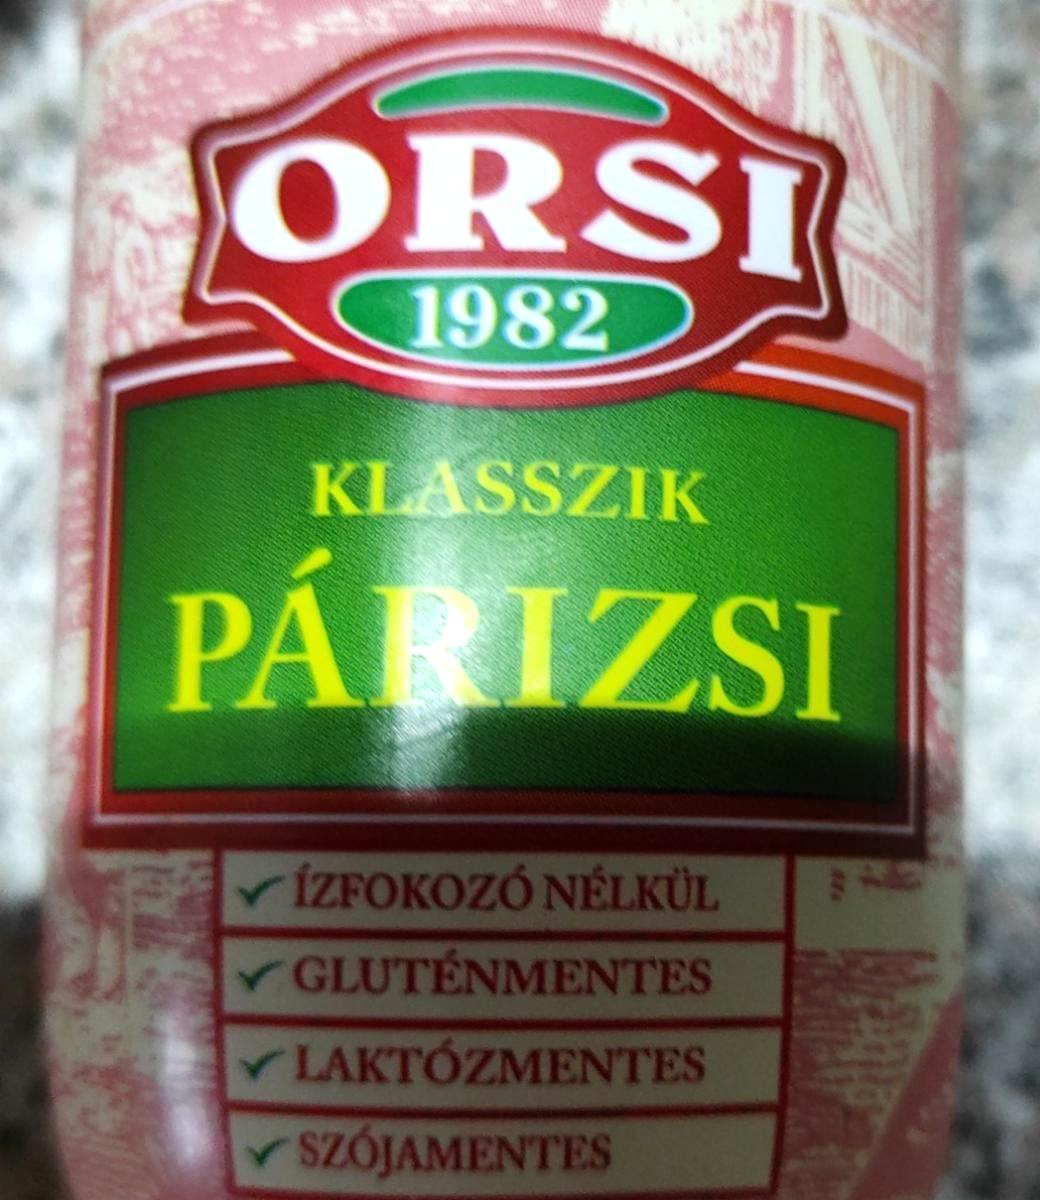 ORSI
1982
KLASSZIK
PÁRIZSI
ÍZFOKOZÓ NÉLKÜL
GLUTÉNMENTES
LAKTÓZMENTES
SZÓJAMENTES